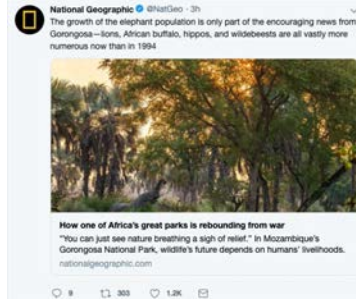 National Geographic @NatGeo · 3h
The growth of the elephant population is only part of the encouraging news from
Gorongosa—lions, African buffalo, hippos, and wildebeests are all vastly more
numerous now than in 1994
How one of Africa's great parks is rebounding from war
"You can just see nature breathing a sigh of relief." In Mozambique's
Gorongosa National Park, wildlife's future depends on humans' livelihoods.
nationalgeographic.com
9 303 1.2K